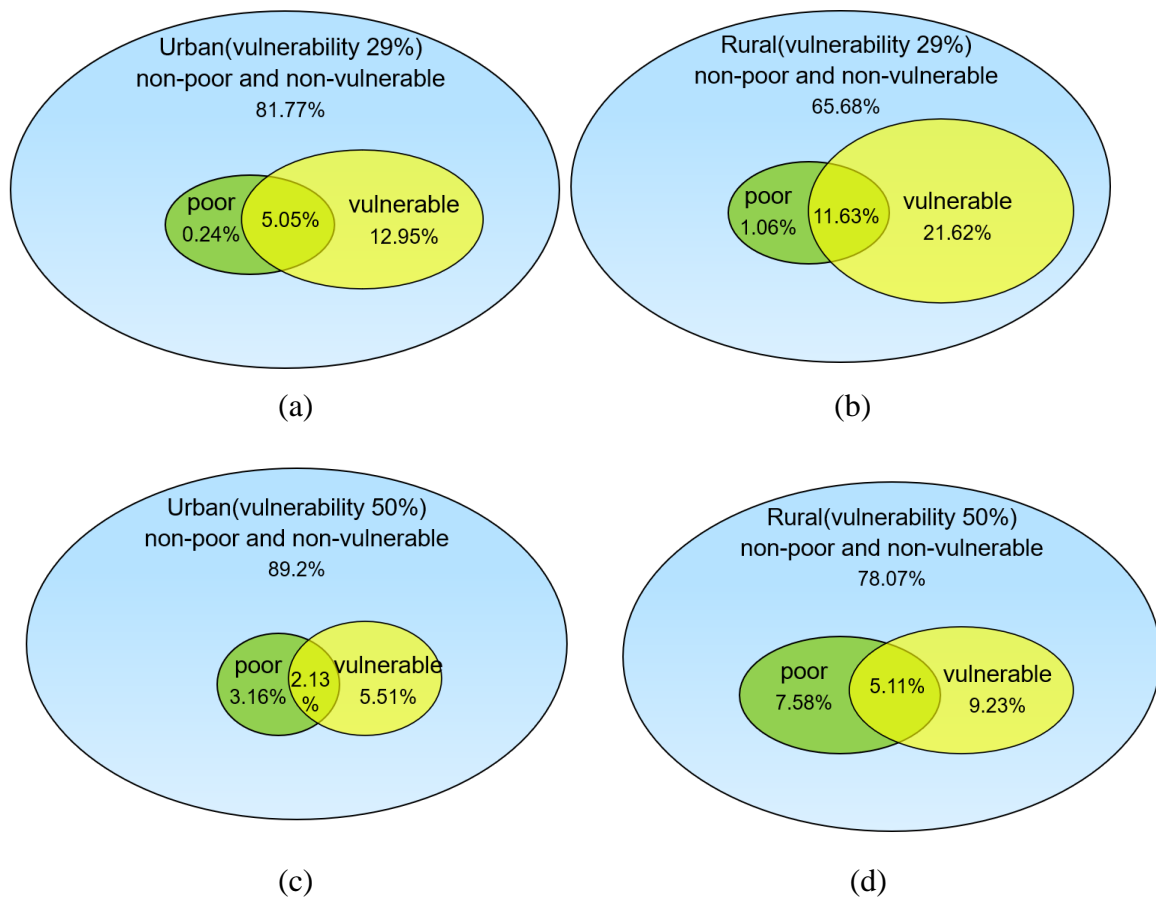 Urban(vulnerability 29%)
non-poor and non-vulnerable
81.77%
poor
0.24%
5.05%
vulnerable
12.95%
(a)
Rural(vulnerability 29%)
non-poor and non-vulnerable
65.68%
poor
1.06%
11.63%
vulnerable
21.62%
(b)
Urban(vulnerability 50%)
non-poor and non-vulnerable
89.2%
poor
3.16%
2.13
%
vulnerable
5.51%
(c)
Rural(vulnerability 50%)
non-poor and non-vulnerable
78.07%
poor
7.58%
5.11%
vulnerable
9.23%
(d)